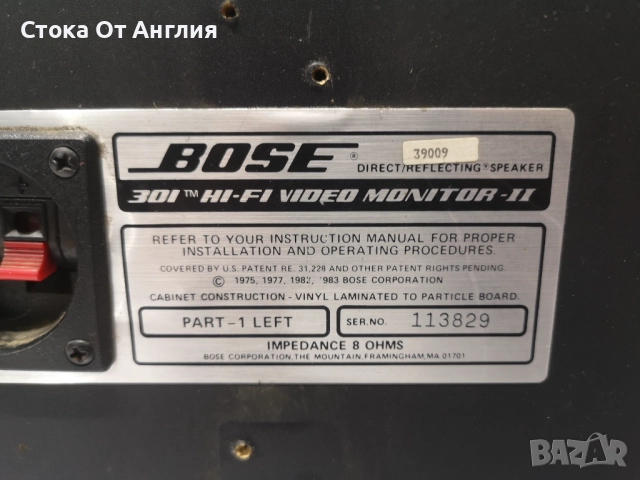 Стока От Англия
BOSE®
39009
DIRECT/REFLECTING® SPEAKER
301™ HI-FI VIDEO MONITOR-II
REFER TO YOUR INSTRUCTION MANUAL FOR PROPER
INSTALLATION AND OPERATING PROCEDURES.
COVERED BY U.S. PATENT RE. 31,228 AND OTHER PATENT RIGHTS PENDING.
© 1975, 1977, 1982, 1983 BOSE CORPORATION
CABINET CONSTRUCTION - VINYL LAMINATED TO PARTICLE BOARD.
PART-1 LEFT
SER.NO. 113829
IMPEDANCE 8 OHMS
BOSE CORPORATION, THE MOUNTAIN, FRAMINGHAM, MA 01701
BAZAR